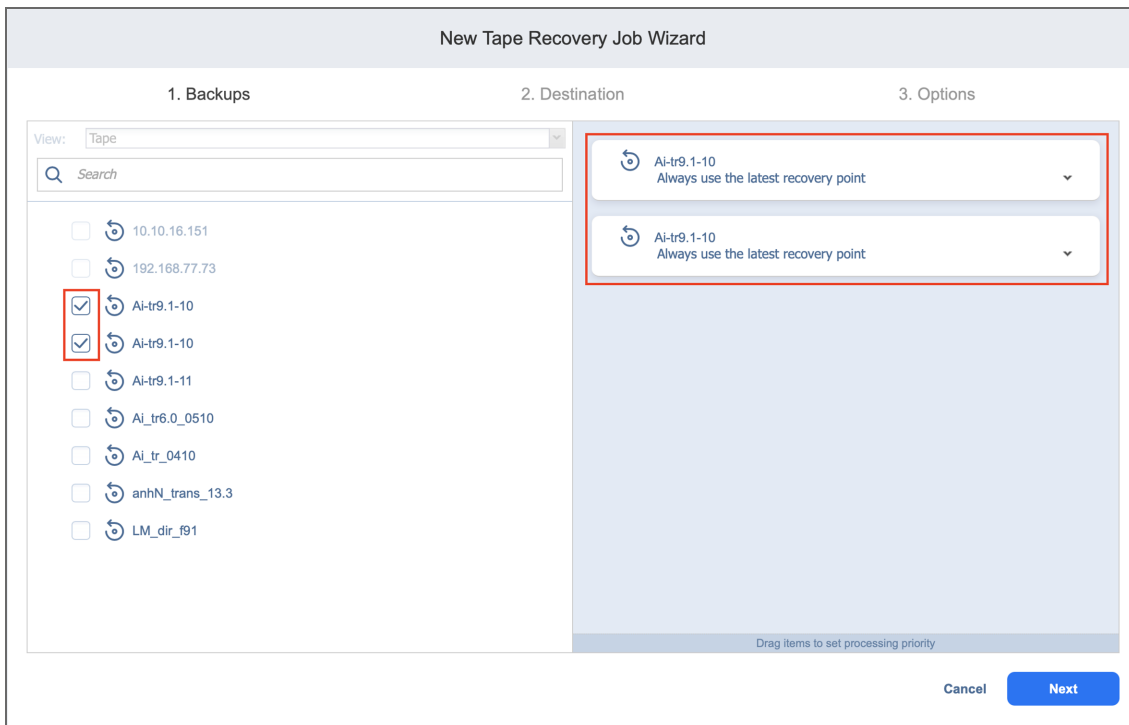 New Tape Recovery Job Wizard
1. Backups
2. Destination
3. Options
View:
Tape
Search
10.10.16.151
192.168.77.73
Ai-tr9.1-10
Ai-tr9.1-10
Ai-tr9.1-11
Ai_tr6.0_0510
Ai_tr_0410
anhN_trans_13.3
LM_dir_f91
Ai-tr9.1-10
Always use the latest recovery point
Ai-tr9.1-10
Always use the latest recovery point
Drag items to set processing priority
Cancel
Next